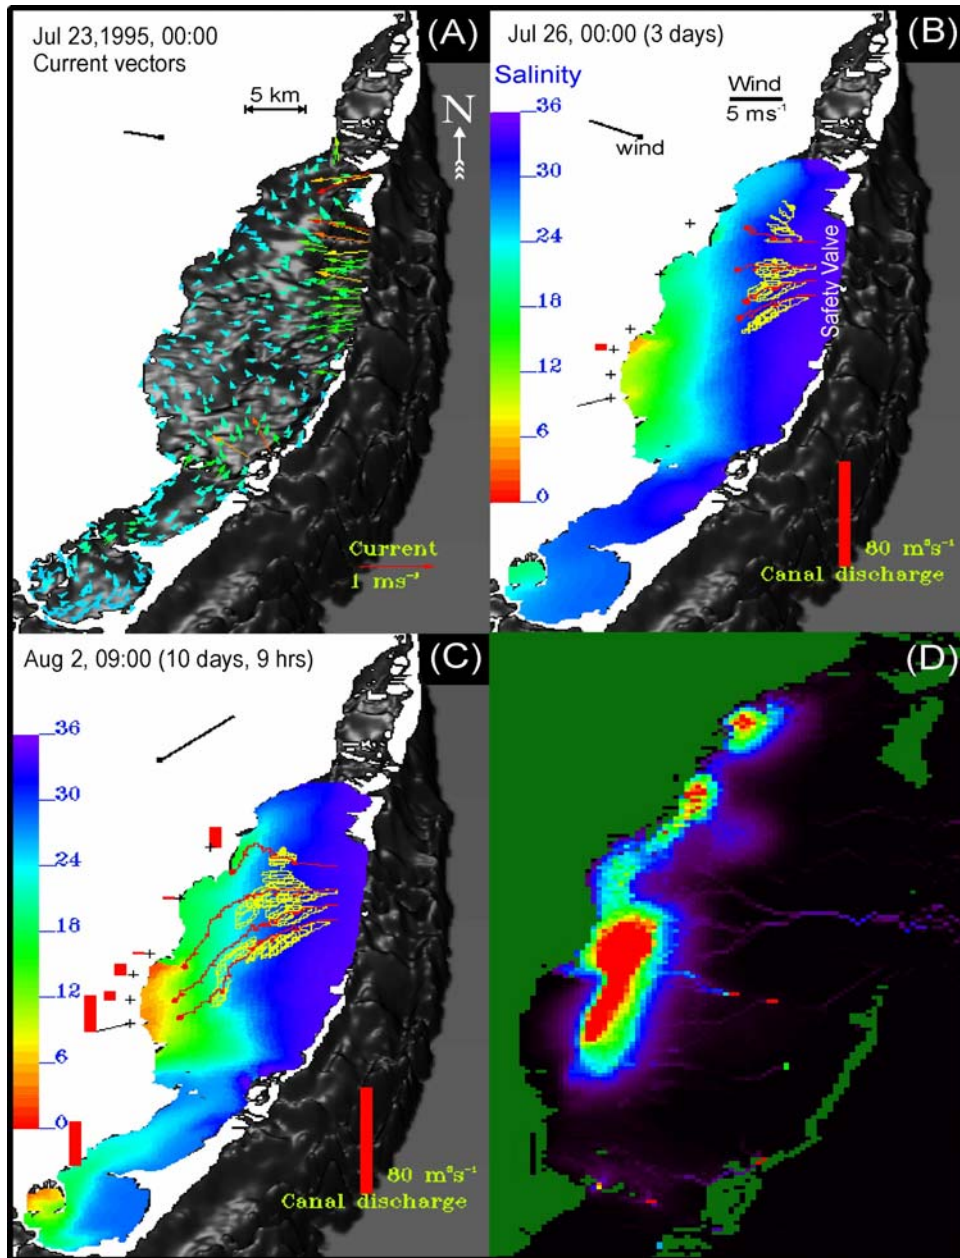 (A)
Jul 23,1995, 00:00
Current vectors
5 km
N
Current
1 ms⁻¹
(B)
Jul 26, 00:00 (3 days)
Salinity
Wind
5 ms⁻¹
wind
36
30
24
18
12
6
0
Safety Valve
80 m³s⁻¹
Canal discharge
(C)
Aug 2, 09:00 (10 days, 9 hrs)
36
30
24
18
12
6
0
80 m³s⁻¹
Canal discharge
(D)